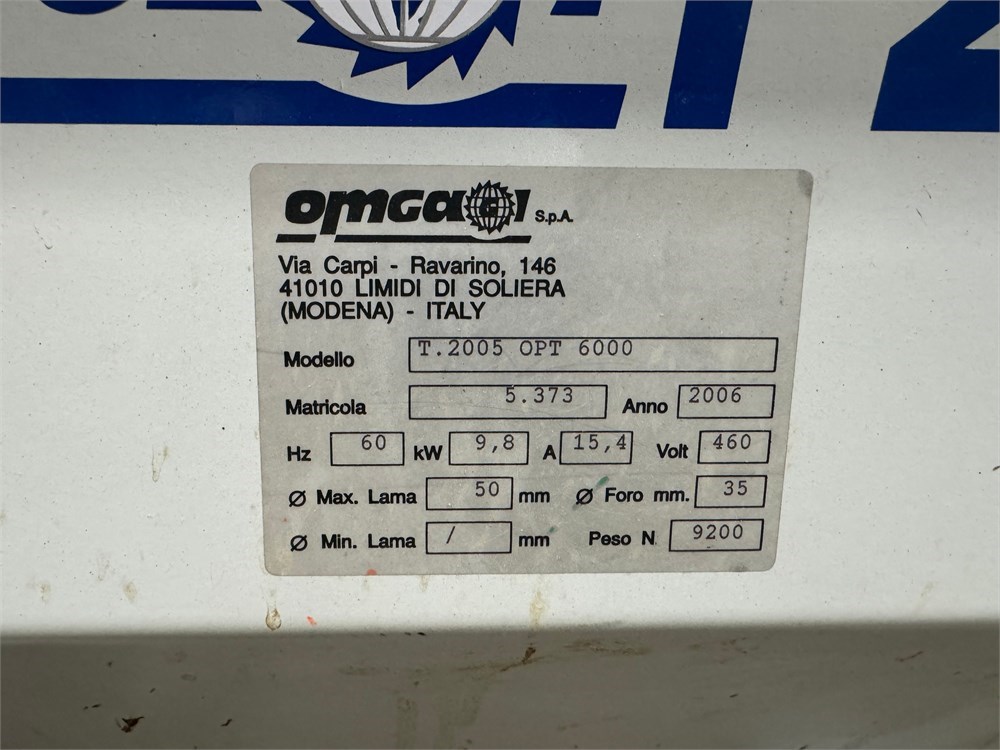 omga S.p.A.
Via Carpi - Ravarino, 146
41010 LIMIDI DI SOLIERA
(MODENA) - ITALY
Modello T.2005 OPT 6000
Matricola 5.373 Anno 2006
Hz 60 kW 9,8 A 15,4 Volt 460
Ø Max. Lama 50 mm Ø Foro mm. 35
Ø Min. Lama / mm Peso N 9200